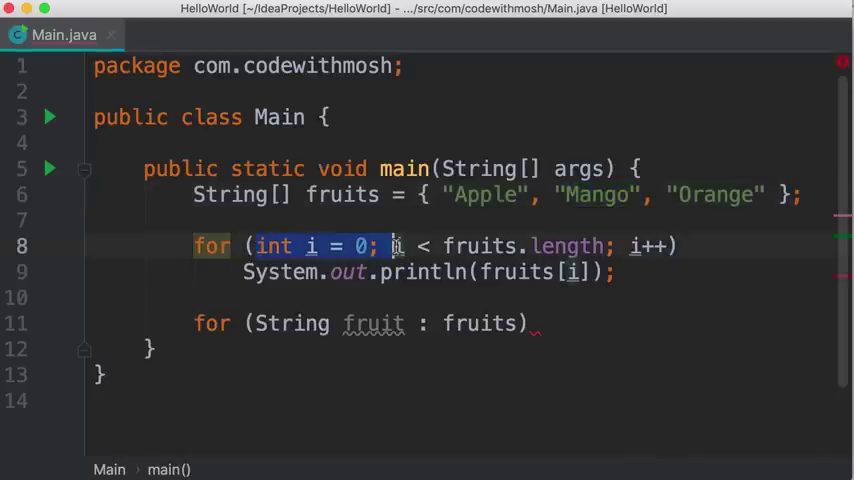 HelloWorld [~/IdeaProjects/HelloWorld] - .../src/com/codewithmosh/Main.java [HelloWorld]
Main.java
1 package com.codewithmosh;
2
3 public class Main {
4
5 public static void main(String[] args) {
6 String[] fruits = { "Apple", "Mango", "Orange" };
7
8 for (int i = 0; i < fruits.length; i++)
9 System.out.println(fruits[i]);
10
11 for (String fruit : fruits)
12 }
13 }
14
Main main()